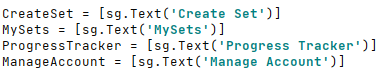 CreateSet = [sg.Text('Create Set')]
MySets = [sg.Text('MySets')]
ProgressTracker = [sg.Text('Progress Tracker')]
ManageAccount = [sg.Text('Manage Account')]